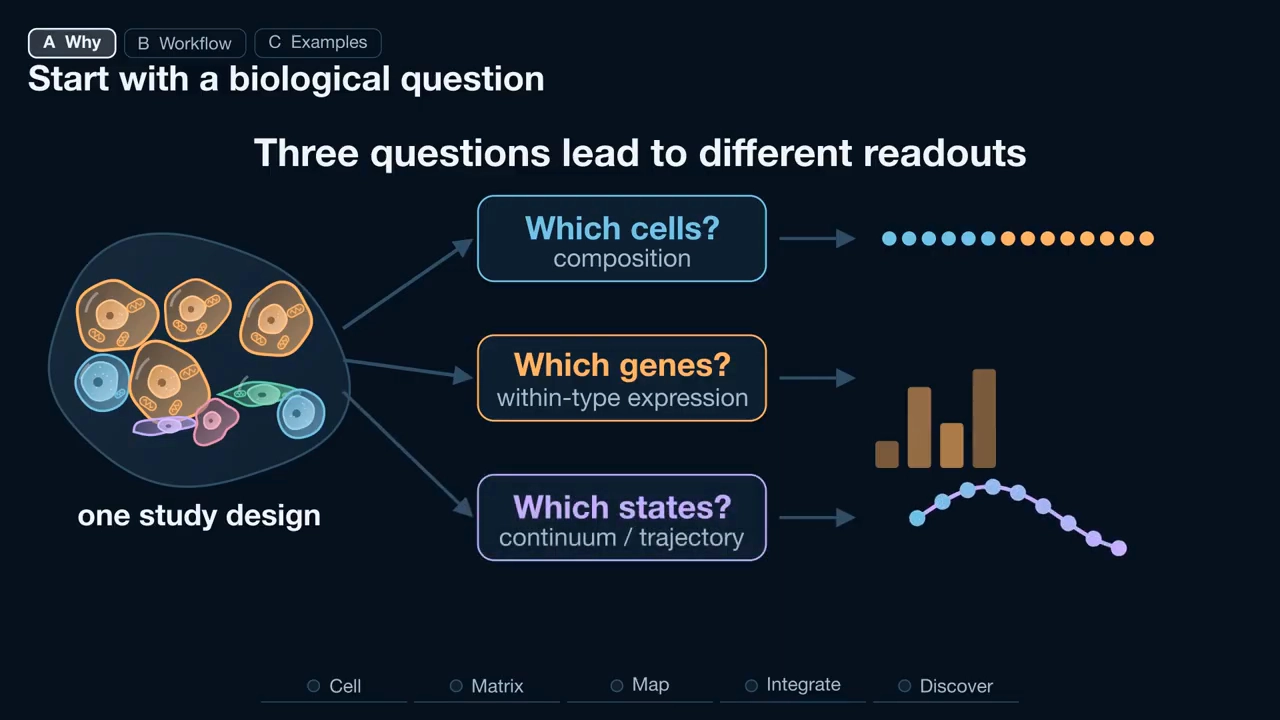 A Why
B Workflow
C Examples
Start with a biological question
Three questions lead to different readouts
Which cells?
composition
Which genes?
within-type expression
Which states?
continuum / trajectory
one study design
Cell
Matrix
Map
Integrate
Discover